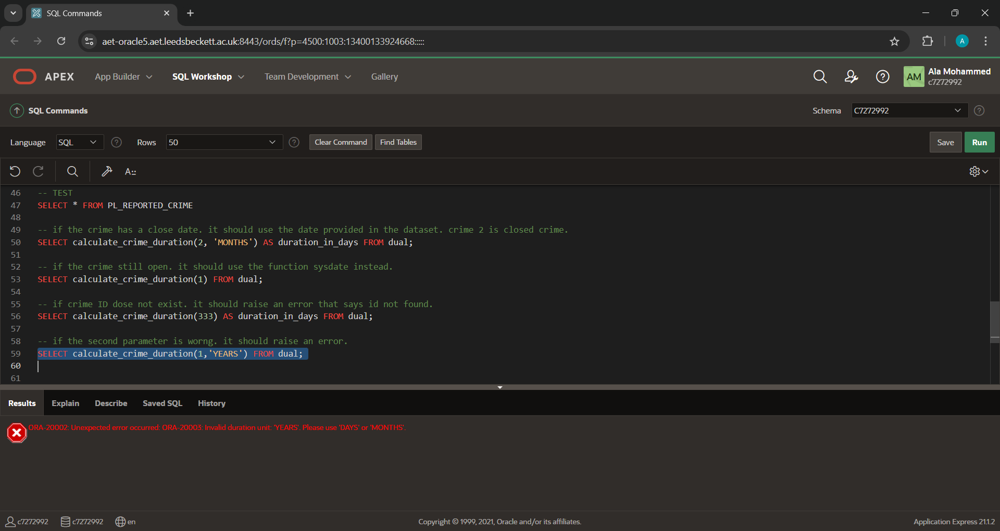 SQL Commands
aet-oracle5.aet.leedsbeckett.ac.uk:8443/ords/f?p=4500:1003:13400133924668:::::
A
APEX App Builder SQL Workshop Team Development Gallery
AM Ala Mohammed
c7272992
SQL Commands
Schema C7272992
Language SQL Rows 50 Clear Command Find Tables Save Run
A::
46 -- TEST
47 SELECT * FROM PL_REPORTED_CRIME
48
49 -- if the crime has a close date. it should use the date provided in the dataset. crime 2 is closed crime.
50 SELECT calculate_crime_duration(2, 'MONTHS') AS duration_in_days FROM dual;
51
52 -- if the crime still open. it should use the function sysdate instead.
53 SELECT calculate_crime_duration(1) FROM dual;
54
55 -- if crime ID dose not exist. it should raise an error that says id not found.
56 SELECT calculate_crime_duration(333) AS duration_in_days FROM dual;
57
58 -- if the second parameter is worng. it should raise an error.
59 SELECT calculate_crime_duration(1,'YEARS') FROM dual;
60
61
Results Explain Describe Saved SQL History
ORA-20002: Unexpected error occurred: ORA-20003: Invalid duration unit: 'YEARS'. Please use 'DAYS' or 'MONTHS'.
c7272992 c7272992 en
Copyright © 1999, 2021, Oracle and/or its affiliates.
Application Express 21.1.2